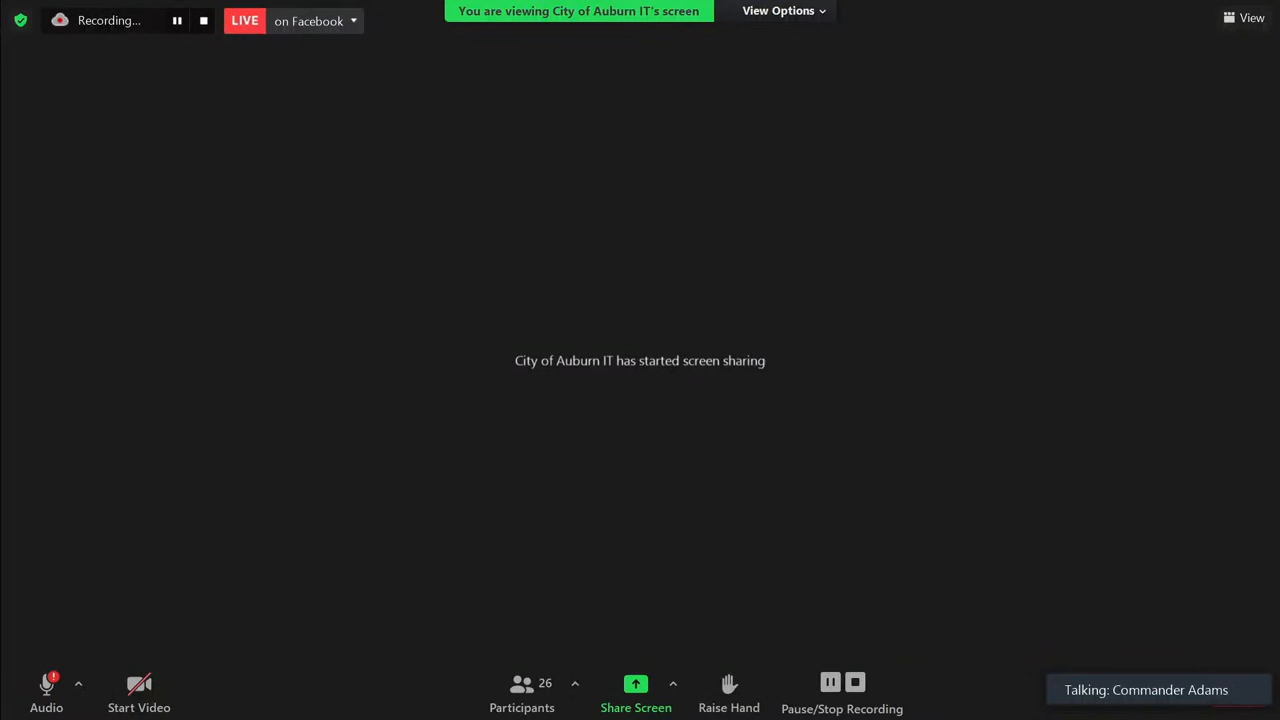 Recording...
LIVE on Facebook
You are viewing City of Auburn IT's screen
View Options
View
City of Auburn IT has started screen sharing
Audio
Start Video
26
Participants
Share Screen
Raise Hand
Pause/Stop Recording
Talking: Commander Adams